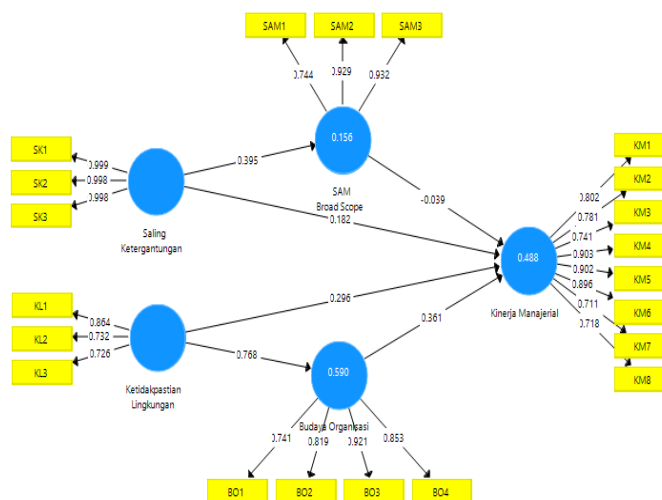 SAM1
SAM2
SAM3
0.744
0.929
0.932
0.156
SAM
Broad Scope
SK1
SK2
SK3
0.999
0.998
0.998
Saling
Ketergantungan
0.395
-0.039
0.182
KM1
KM2
KM3
KM4
KM5
KM6
KM7
KM8
0.802
0.781
0.741
0.903
0.902
0.896
0.711
0.718
0.488
Kinerja Manajerial
0.296
0.361
KL1
KL2
KL3
0.864
0.732
0.726
Ketidakpastian
Lingkungan
0.768
0.590
Budaya Organisasi
0.741
0.819
0.921
0.853
BO1
BO2
BO3
BO4